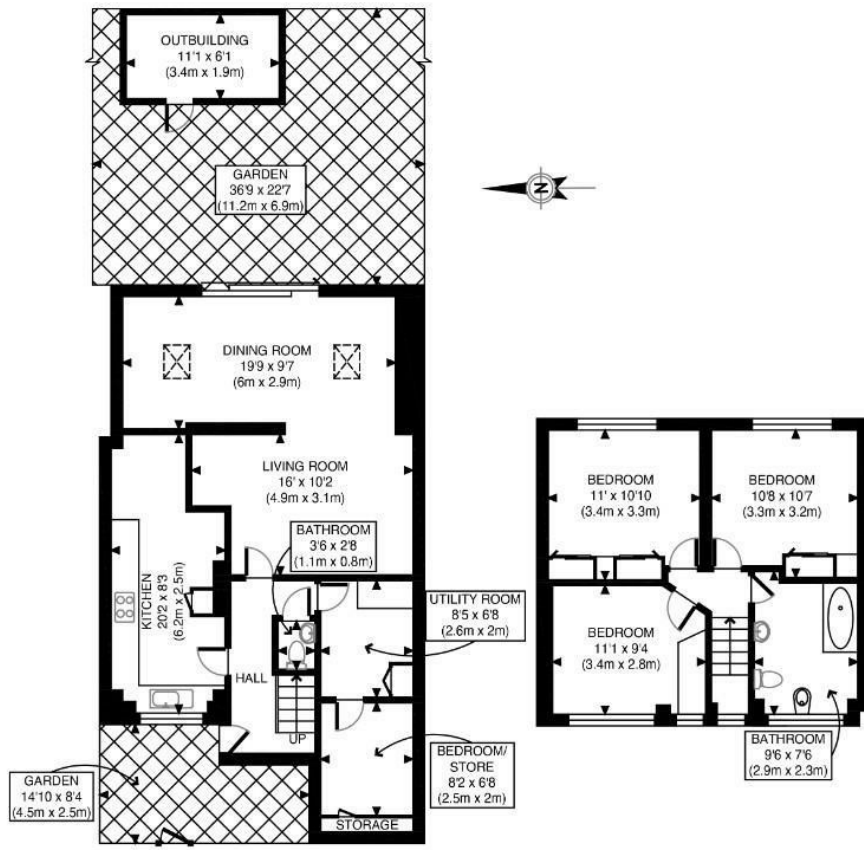 OUTBUILDING
11'1 x 6'1
(3.4m x 1.9m)
GARDEN
36'9 x 22'7
(11.2m x 6.9m)
N
DINING ROOM
19'9 x 9'7
(6m x 2.9m)
LIVING ROOM
16' x 10'2
(4.9m x 3.1m)
BATHROOM
3'6 x 2'8
(1.1m x 0.8m)
KITCHEN
20'2 x 8'3
(6.2m x 2.5m)
UTILITY ROOM
8'5 x 6'8
(2.6m x 2m)
HALL
UP
BEDROOM/
STORE
8'2 x 6'8
(2.5m x 2m)
STORAGE
GARDEN
14'10 x 8'4
(4.5m x 2.5m)
BEDROOM
11' x 10'10
(3.4m x 3.3m)
BEDROOM
10'8 x 10'7
(3.3m x 3.2m)
BEDROOM
11'1 x 9'4
(3.4m x 2.8m)
BATHROOM
9'6 x 7'6
(2.9m x 2.3m)